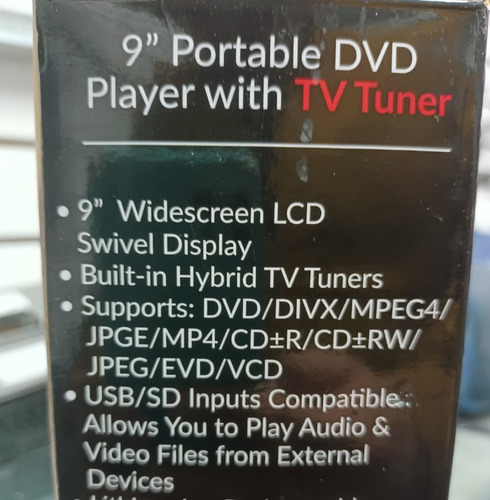 9” Portable DVD
Player with TV Tuner
• 9” Widescreen LCD
Swivel Display
• Built-in Hybrid TV Tuners
• Supports: DVD/DIVX/MPEG4/
JPGE/MP4/CD±R/CD±RW/
JPEG/EVD/VCD
• USB/SD Inputs Compatible:
Allows You to Play Audio &
Video Files from External
Devices